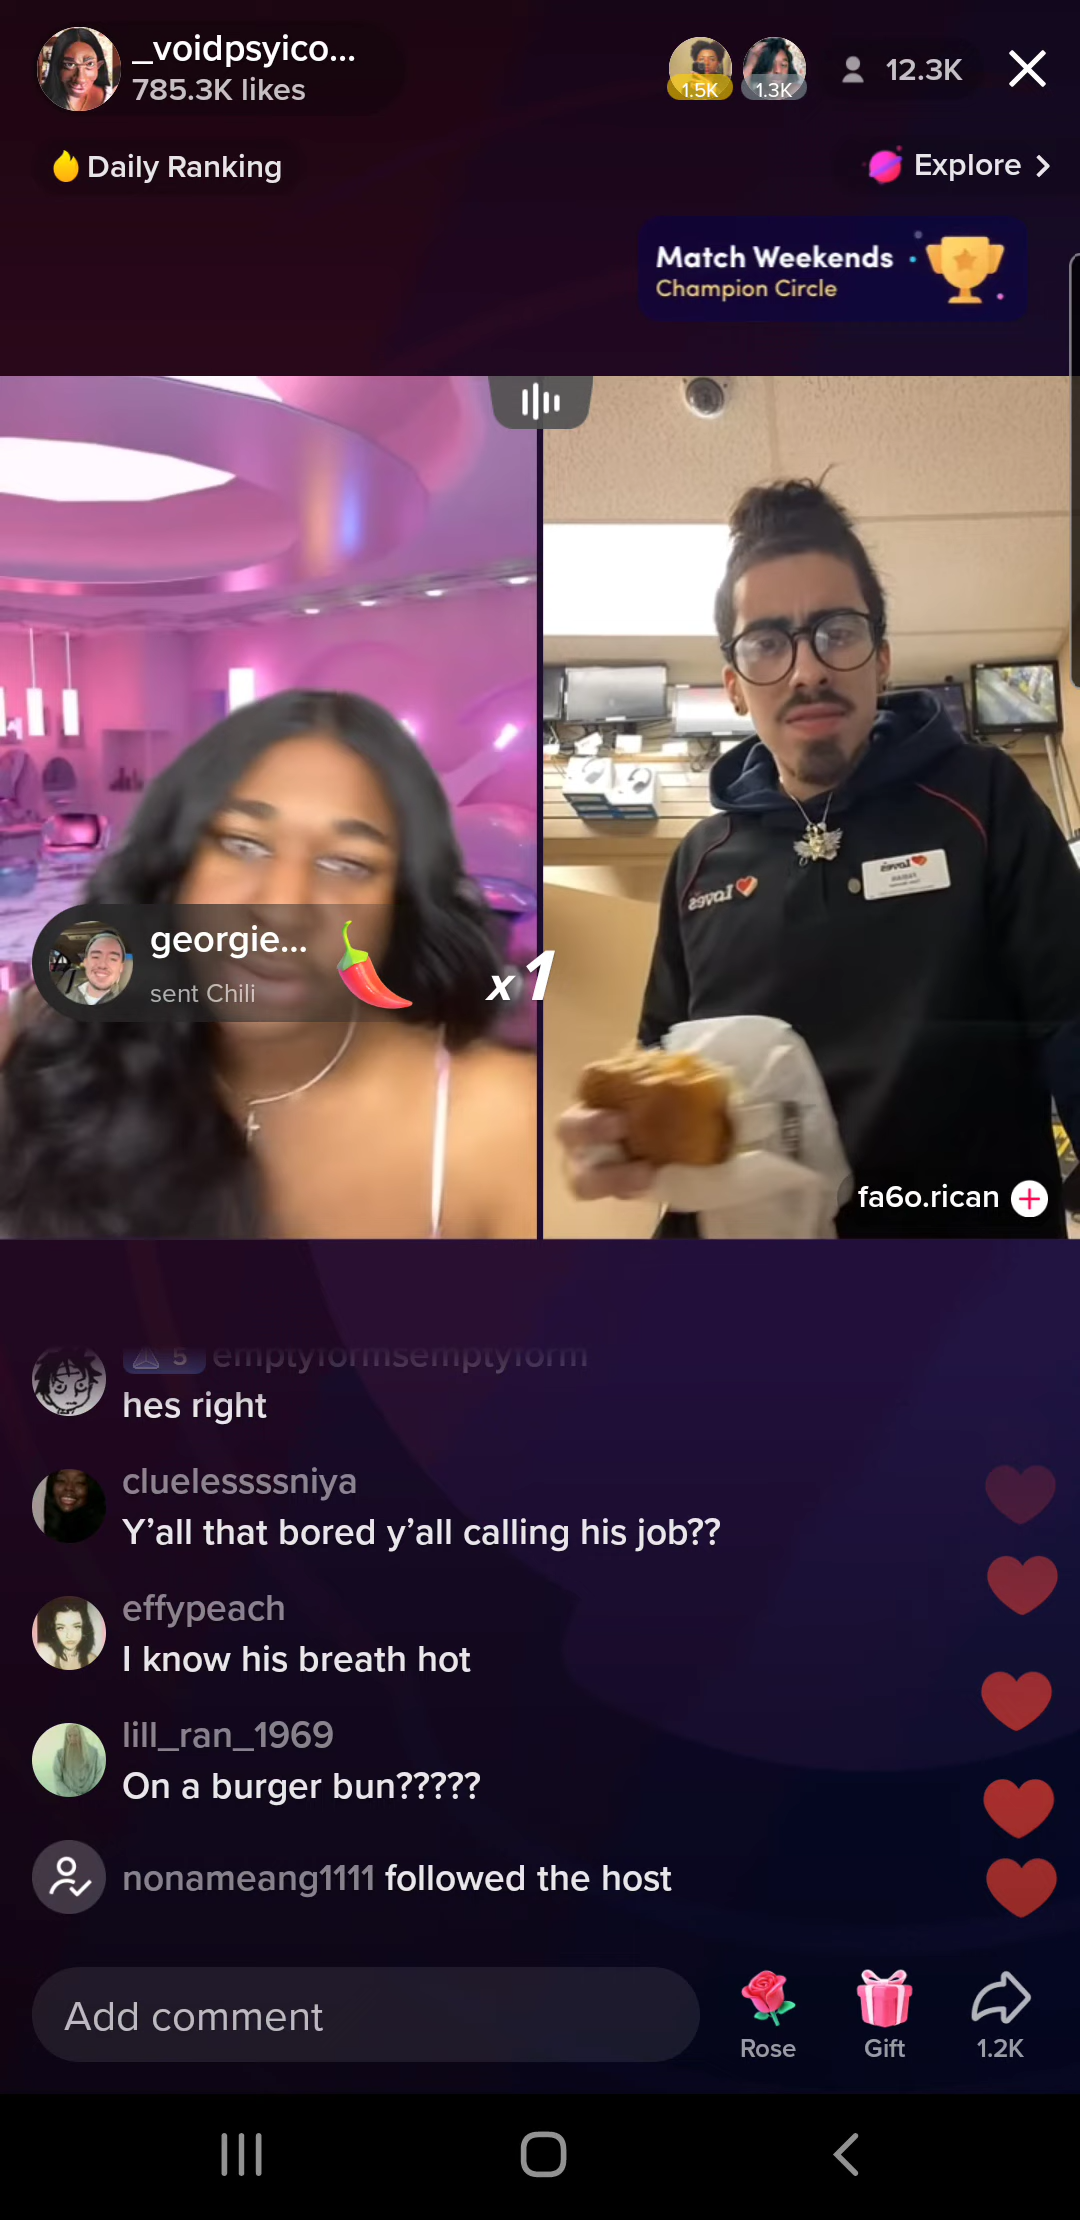 _voidpsyico...
785.3K likes
1.5K
1.3K
12.3K
Daily Ranking
Explore
Match Weekends
Champion Circle
Love's
Love's
georgie...
sent Chili
x1
fa6o.rican
5 emptyformsemptyform
hes right
cluelessssniya
Y'all that bored y'all calling his job??
effypeach
I know his breath hot
lill_ran_1969
On a burger bun?????
nonameang1111 followed the host
Add comment
Rose
Gift
1.2K